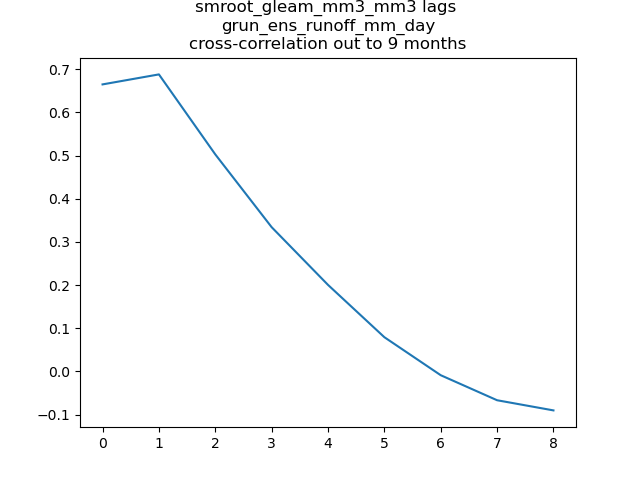 smroot_gleam_mm3_mm3 lags
grun_ens_runoff_mm_day
cross-correlation out to 9 months
0.7
0.6
0.5
0.4
0.3
0.2
0.1
0.0
−0.1
0 1 2 3 4 5 6 7 8